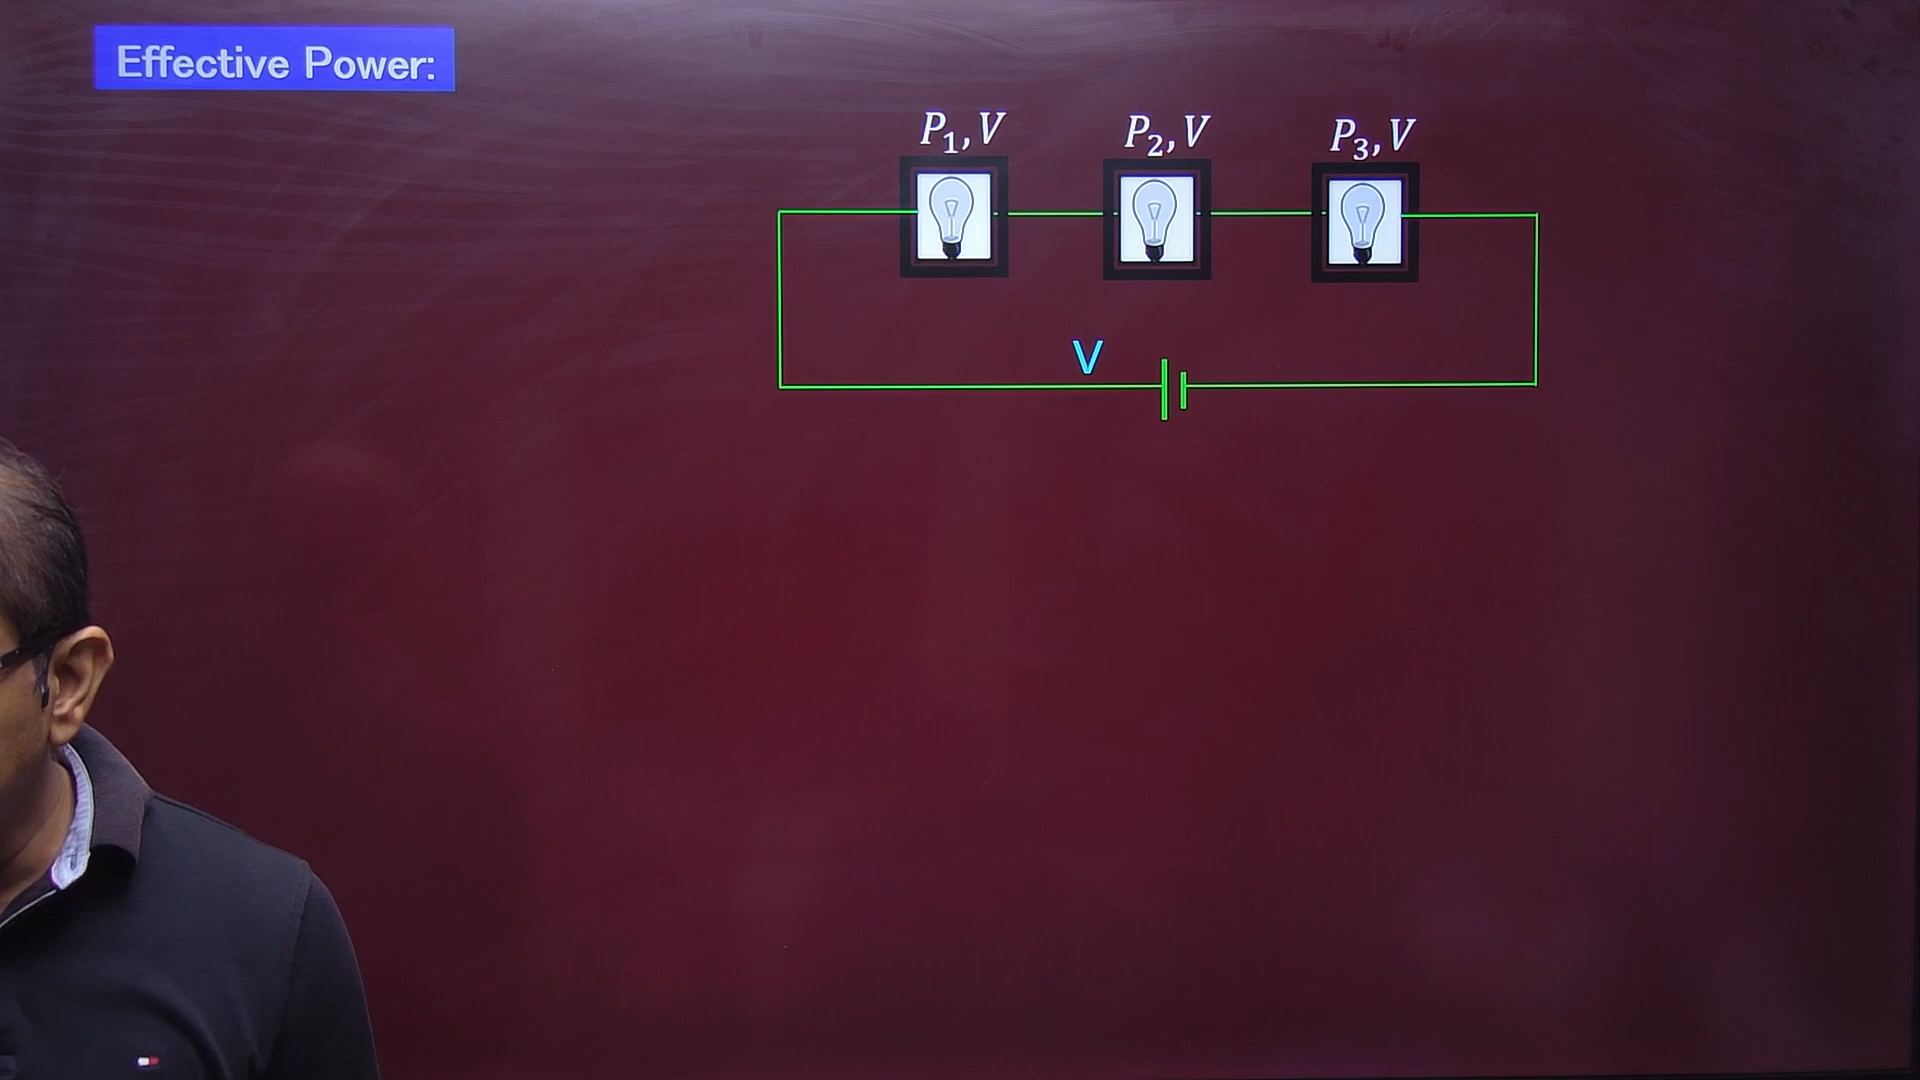 Effective Power:
P₁, V
P₂, V
P₃, V
V